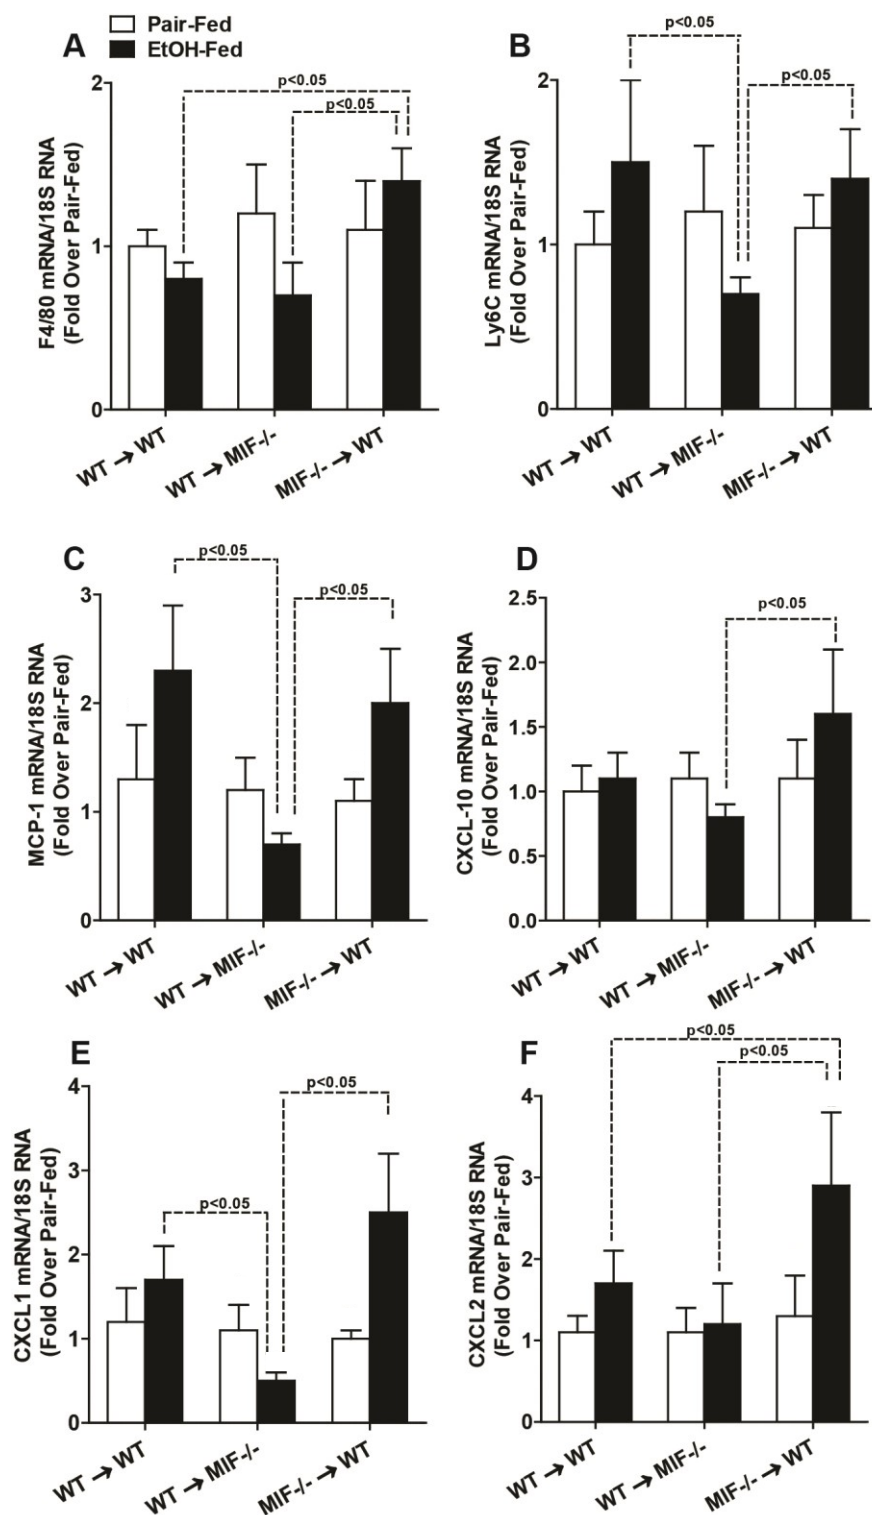 Pair-Fed
EtOH-Fed
A
F4/80 mRNA/18S RNA
(Fold Over Pair-Fed)
2
1
0
p<0.05
p<0.05
WT → WT
WT → MIF-/-
MIF-/- → WT
B
Ly6C mRNA/18S RNA
(Fold Over Pair-Fed)
2
1
0
p<0.05
p<0.05
WT → WT
WT → MIF-/-
MIF-/- → WT
C
MCP-1 mRNA/18S RNA
(Fold Over Pair-Fed)
3
2
1
0
p<0.05
p<0.05
WT → WT
WT → MIF-/-
MIF-/- → WT
D
CXCL-10 mRNA/18S RNA
(Fold Over Pair-Fed)
2.5
2.0
1.5
1.0
0.5
0.0
p<0.05
WT → WT
WT → MIF-/-
MIF-/- → WT
E
CXCL1 mRNA/18S RNA
(Fold Over Pair-Fed)
4
3
2
1
0
p<0.05
p<0.05
WT → WT
WT → MIF-/-
MIF-/- → WT
F
CXCL2 mRNA/18S RNA
(Fold Over Pair-Fed)
4
3
2
1
0
p<0.05
p<0.05
WT → WT
WT → MIF-/-
MIF-/- → WT